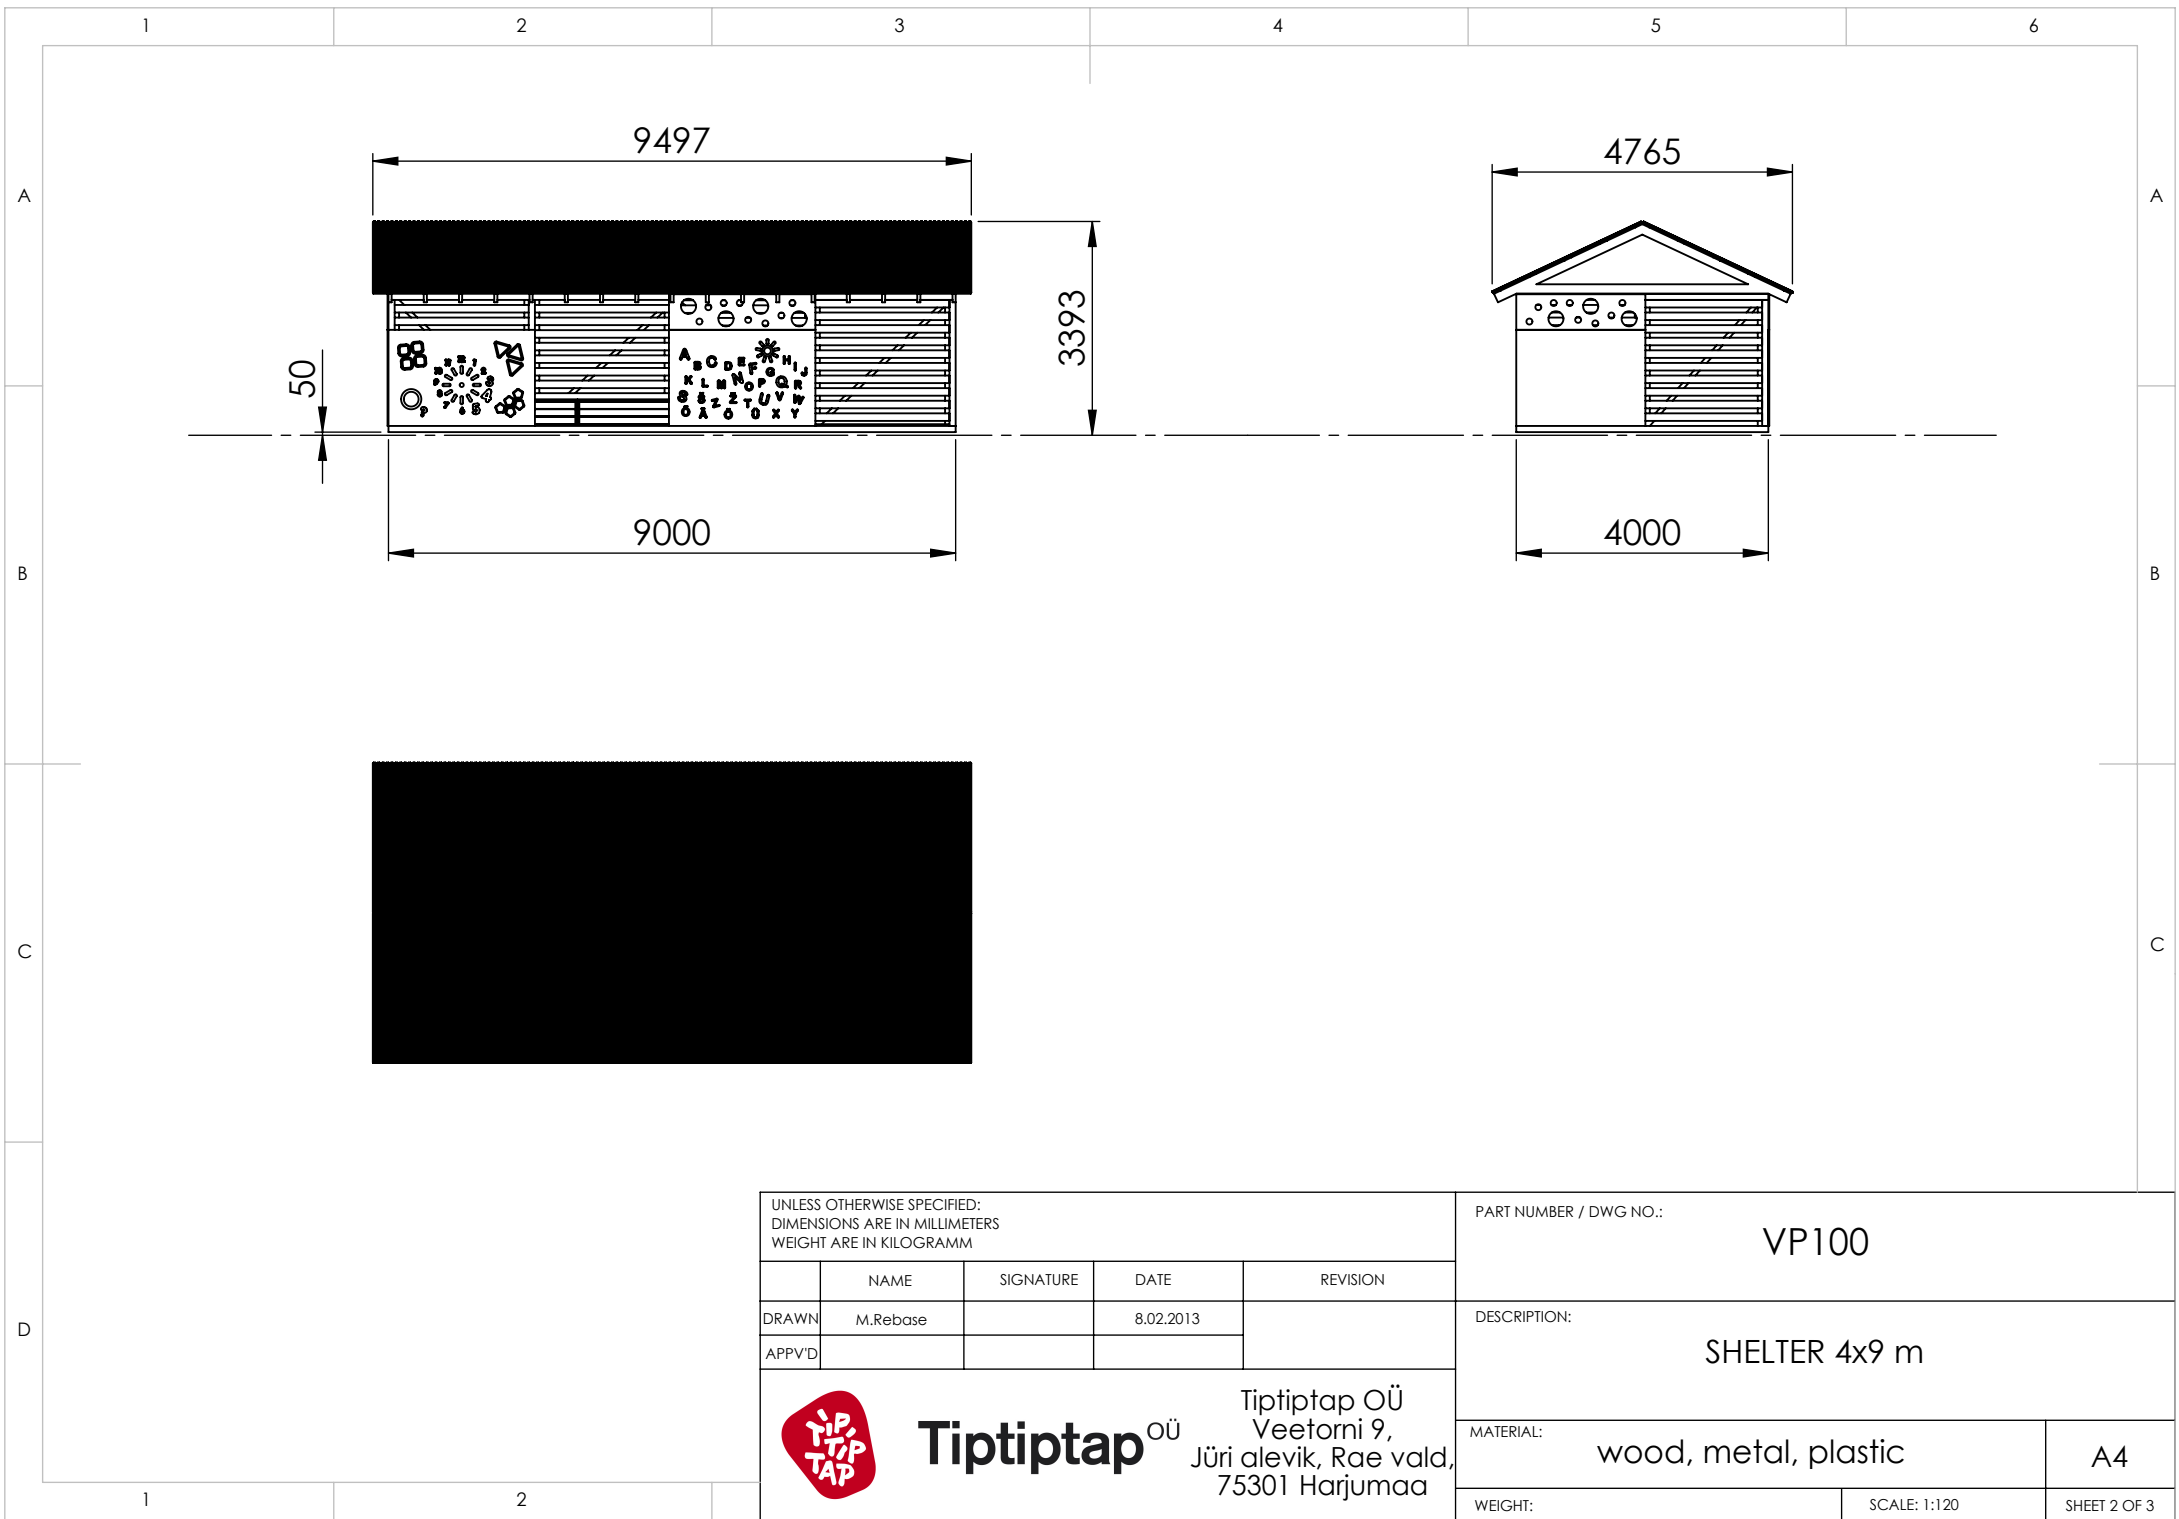 1 2 3 4 5 6
A A
B B
C C
D
1 2
9497
4765
3393
50
9000
4000
A B C D E F G H I J
K L M N O P Q R
S Š Z Ž T U V W
Õ Ä Ö Ü X Y
UNLESS OTHERWISE SPECIFIED:
DIMENSIONS ARE IN MILLIMETERS
WEIGHT ARE IN KILOGRAMM
NAME SIGNATURE DATE REVISION
DRAWN M.Rebase 8.02.2013
APPV'D
PART NUMBER / DWG NO.:
VP100
DESCRIPTION:
SHELTER 4x9 m
MATERIAL:
wood, metal, plastic
A4
WEIGHT:
SCALE: 1:120
SHEET 2 OF 3
TIP
TIP
TAP
Tiptiptap OÜ
Tiptiptap OÜ
Veetorni 9,
Jüri alevik, Rae vald,
75301 Harjumaa